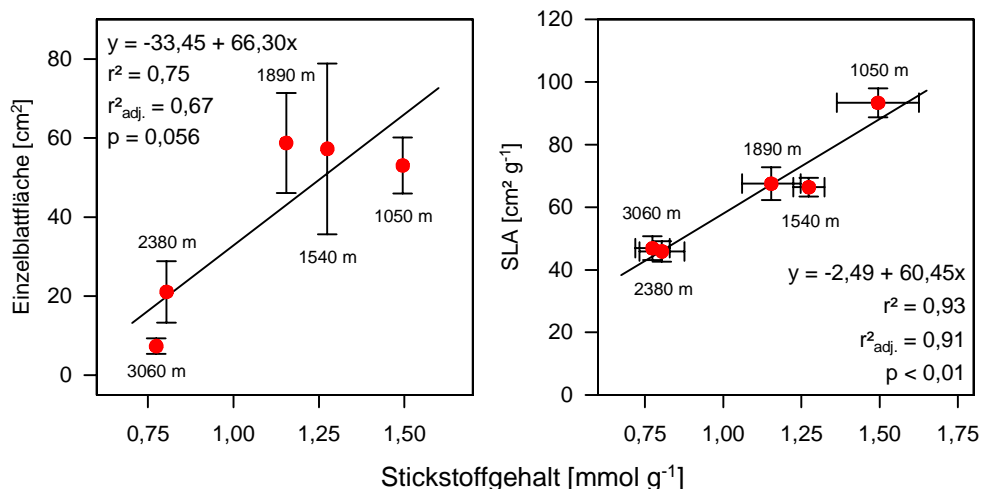 Einzelblattfläche [cm²]
80
60
40
20
0
y = -33,45 + 66,30x
r² = 0,75
r²adj. = 0,67
p = 0,056
1890 m
2380 m
1540 m
1050 m
3060 m
0,75 1,00 1,25 1,50
SLA [cm² g-1]
120
100
80
60
40
20
0
1050 m
1890 m
3060 m
1540 m
2380 m
y = -2,49 + 60,45x
r² = 0,93
r²adj. = 0,91
p < 0,01
0,75 1,00 1,25 1,50 1,75
Stickstoffgehalt [mmol g-1]